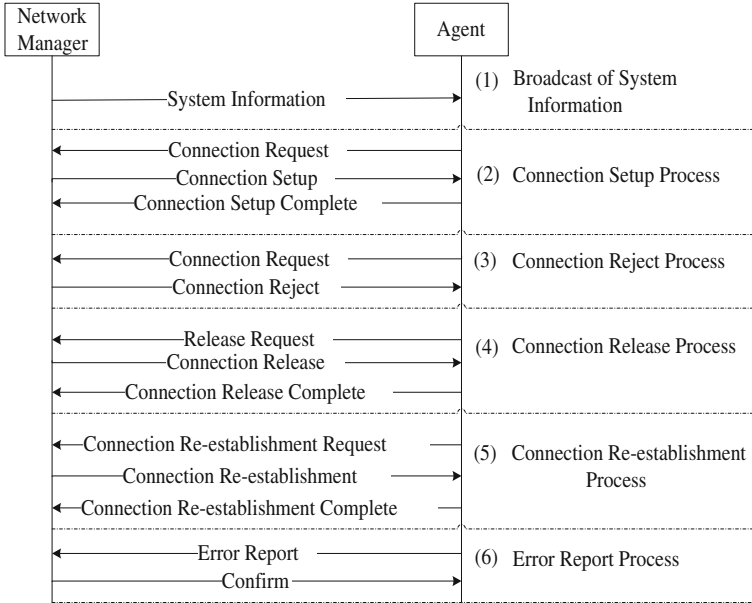 Network
Manager
Agent
System Information
(1) Broadcast of System
Information
Connection Request
Connection Setup
(2) Connection Setup Process
Connection Setup Complete
Connection Request
(3) Connection Reject Process
Connection Reject
Release Request
(4) Connection Release Process
Connection Release
Connection Release Complete
Connection Re-establishment Request
(5) Connection Re-establishment
Process
Connection Re-establishment
Connection Re-establishment Complete
Error Report
(6) Error Report Process
Confirm